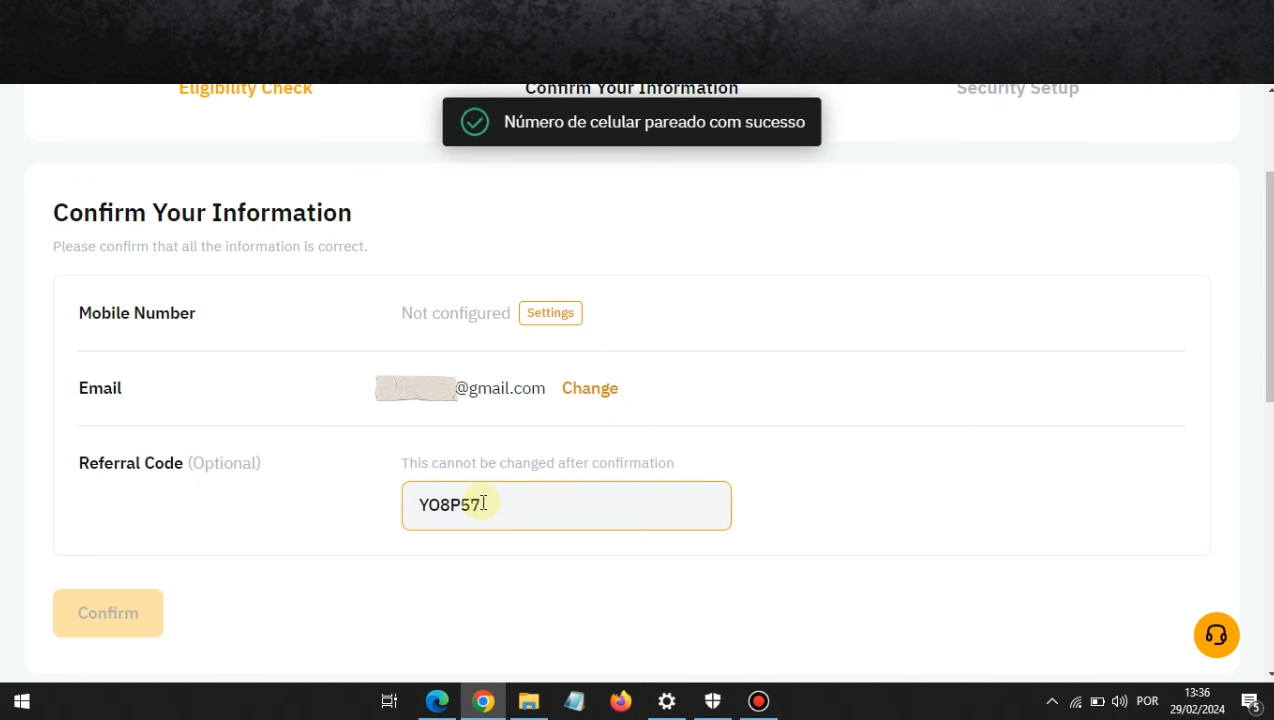 Eligibility Check
Confirm Your Information
Security Setup
Número de celular pareado com sucesso
Confirm Your Information
Please confirm that all the information is correct.
Mobile Number
Not configured Settings
Email
@gmail.com Change
Referral Code (Optional)
This cannot be changed after confirmation
YO8P57
Confirm
POR
13:36
29/02/2024
5